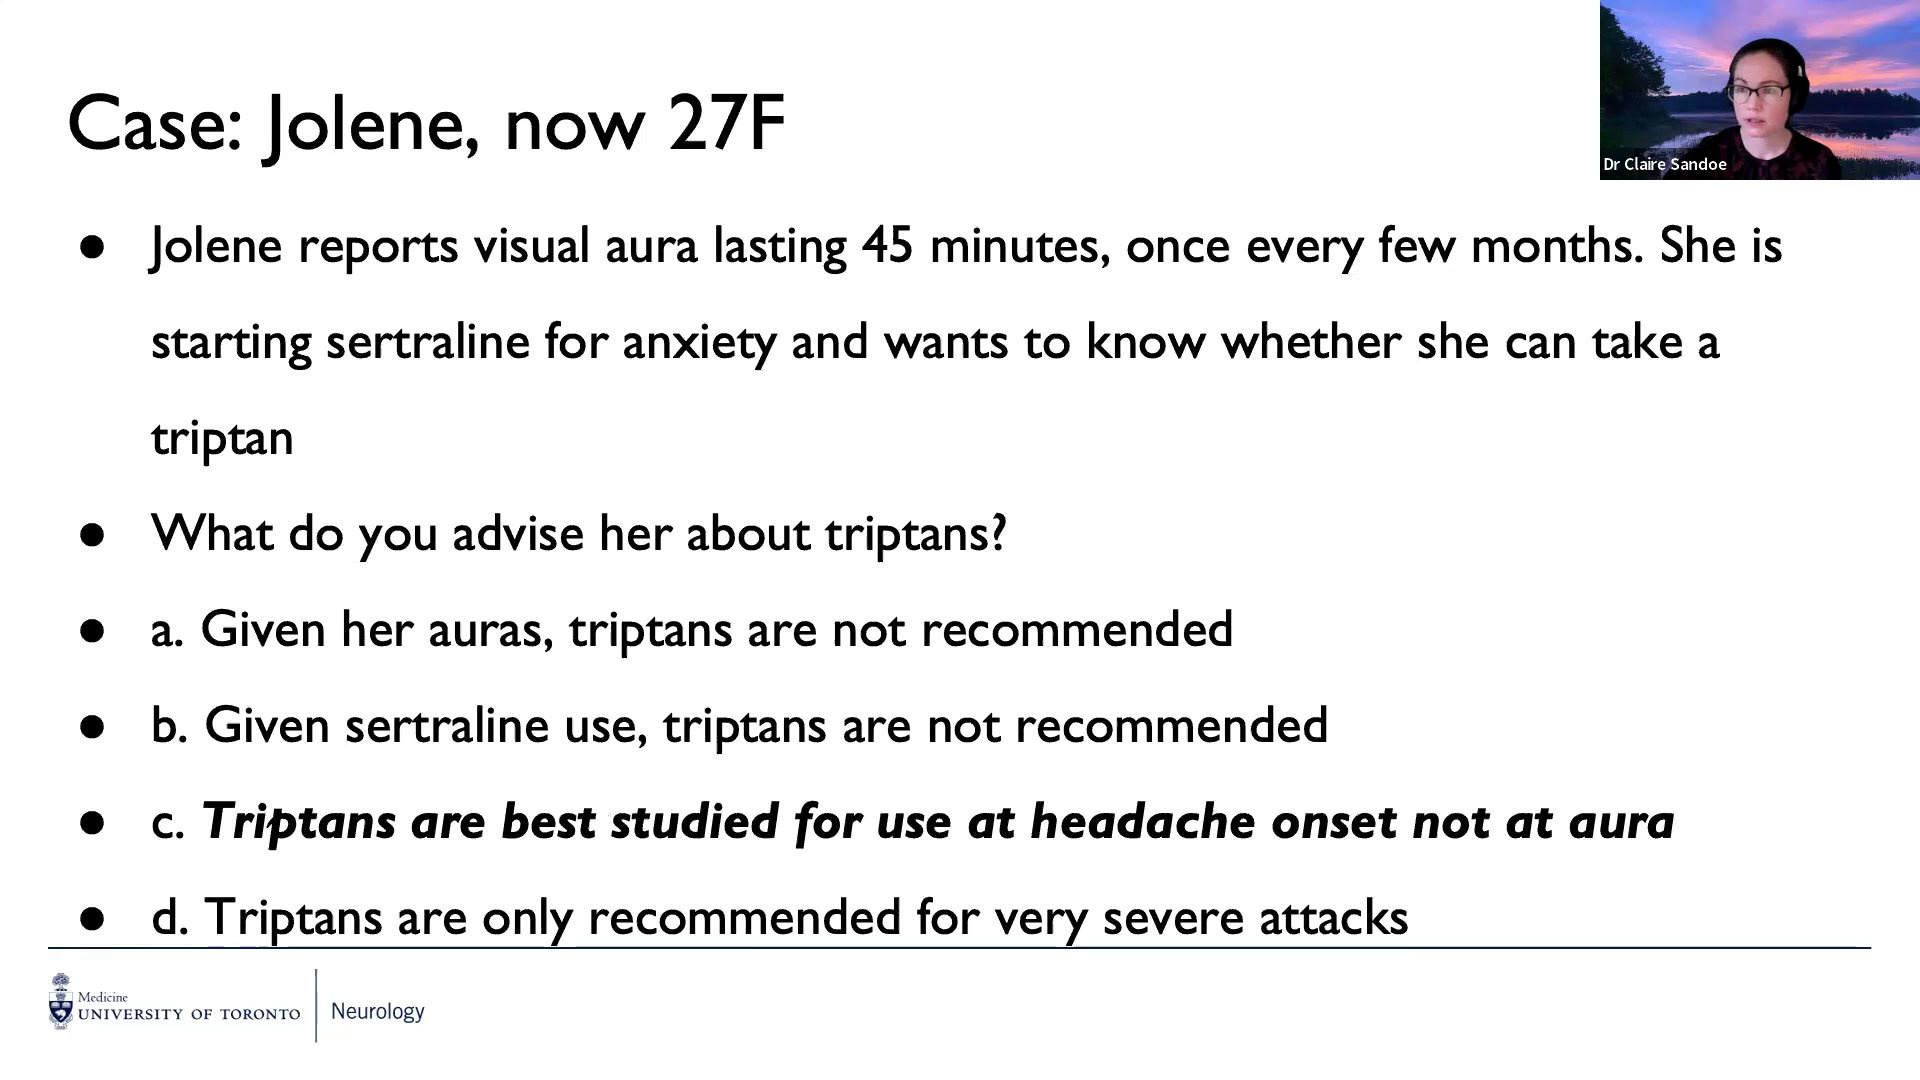 Case: Jolene, now 27F
Dr Claire Sandoe
● Jolene reports visual aura lasting 45 minutes, once every few months. She is
starting sertraline for anxiety and wants to know whether she can take a
triptan
● What do you advise her about triptans?
● a. Given her auras, triptans are not recommended
● b. Given sertraline use, triptans are not recommended
● c. Triptans are best studied for use at headache onset not at aura
● d. Triptans are only recommended for very severe attacks
Medicine
UNIVERSITY OF TORONTO
Neurology